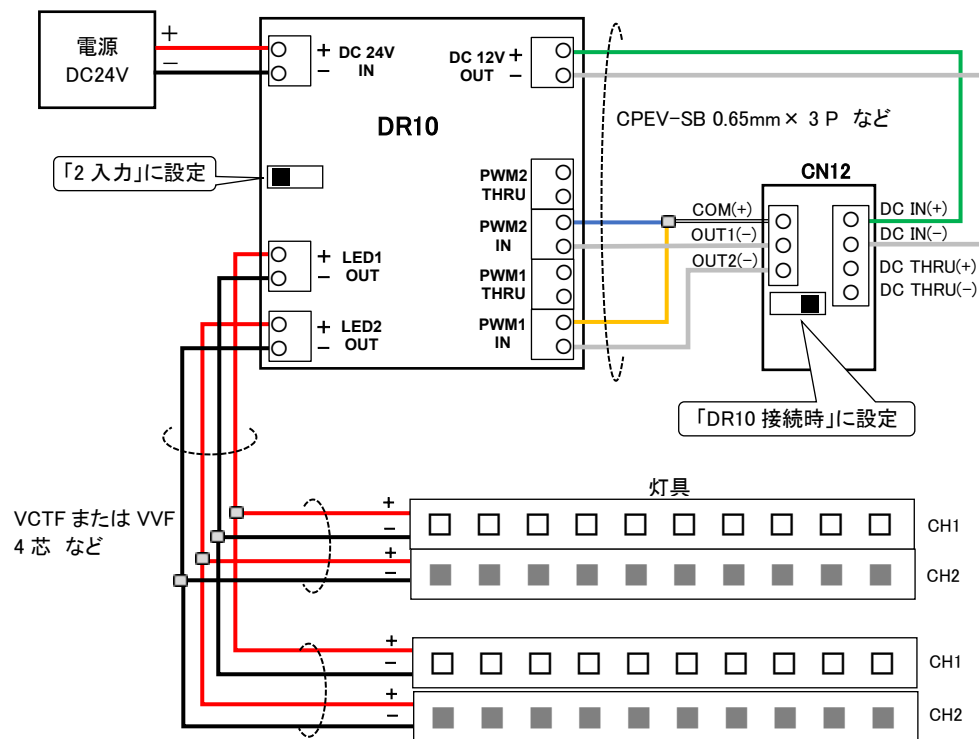 電源
DC24V
+
−
+ DC 24V
− IN
DC 12V +
OUT −
DR10
CPEV-SB 0.65mm× 3 P など
「2 入力」に設定
PWM2
THRU
PWM2
IN
PWM1
THRU
PWM1
IN
+ LED1
− OUT
+ LED2
− OUT
CN12
COM(+)
OUT1(−)
OUT2(−)
DC IN(+)
DC IN(−)
DC THRU(+)
DC THRU(−)
「DR10 接続時」に設定
VCTF または VVF
4 芯 など
灯具
+
−
CH1
+
−
CH2
+
−
CH1
+
−
CH2